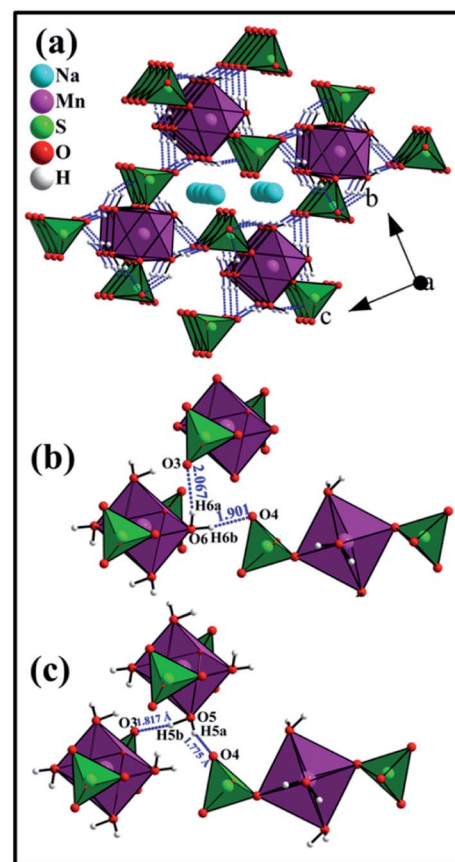 (a)
Na
Mn
S
O
H
b
a
c
(b)
O3
2.067
H6a
1.901
O4
O6
H6b
(c)
O3
1.817 Å
O5
H5b
H5a
1.775 Å
O4